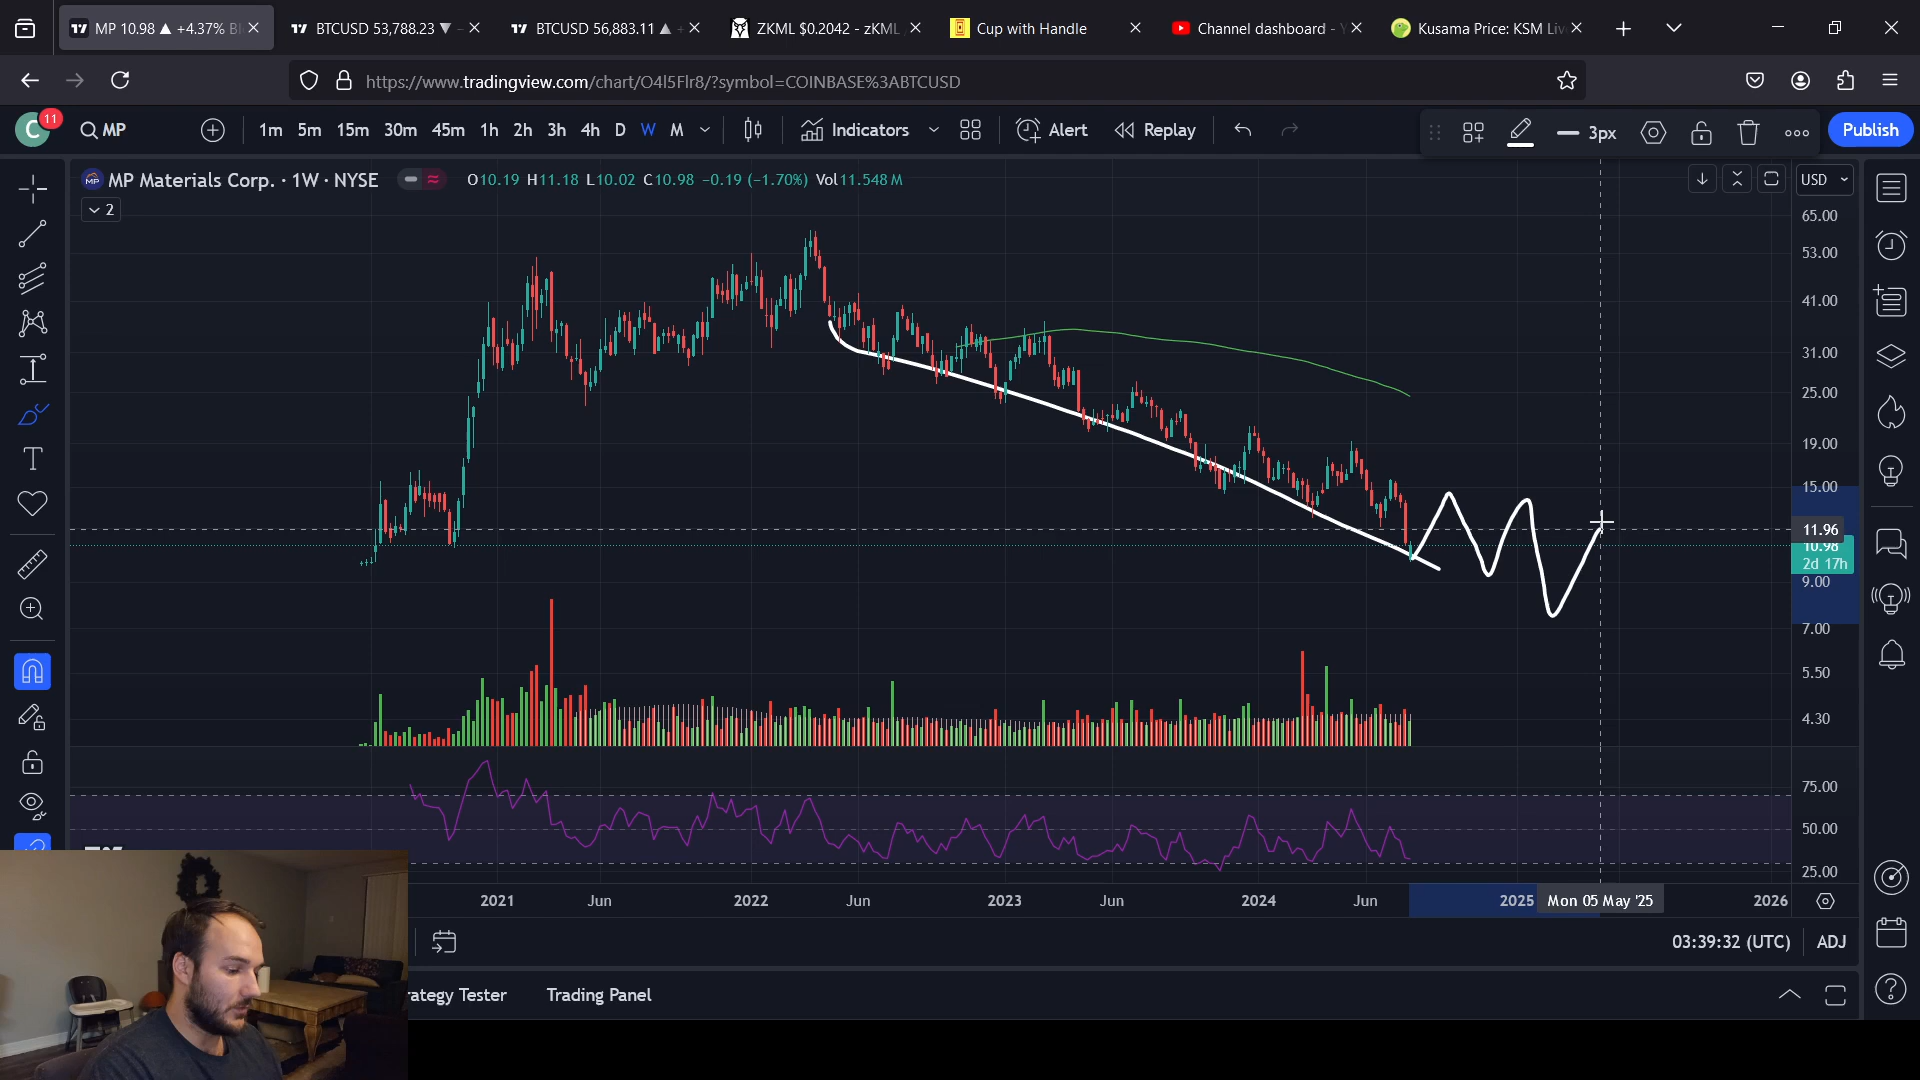 MP 10.98 ▲ +4.37%
BTCUSD 53,788.23 ▼
BTCUSD 56,883.11 ▲
ZKML $0.2042 - zKML
Cup with Handle
Channel dashboard -
Kusama Price: KSM Liv
https://www.tradingview.com/chart/O4l5Flr8/?symbol=COINBASE%3ABTCUSD
C 11 MP 1m 5m 15m 30m 45m 1h 2h 3h 4h D W M Indicators Alert Replay 3px Publish
MP Materials Corp. · 1W · NYSE O10.19 H11.18 L10.02 C10.98 −0.19 (−1.70%) Vol11.548M USD
2
65.00
53.00
41.00
31.00
25.00
19.00
15.00
11.96
10.98
2d 17h
9.00
7.00
5.50
4.30
75.00
50.00
25.00
2021 Jun 2022 Jun 2023 Jun 2024 Jun 2025 Mon 05 May '25 2026
03:39:32 (UTC) ADJ
rategy Tester Trading Panel